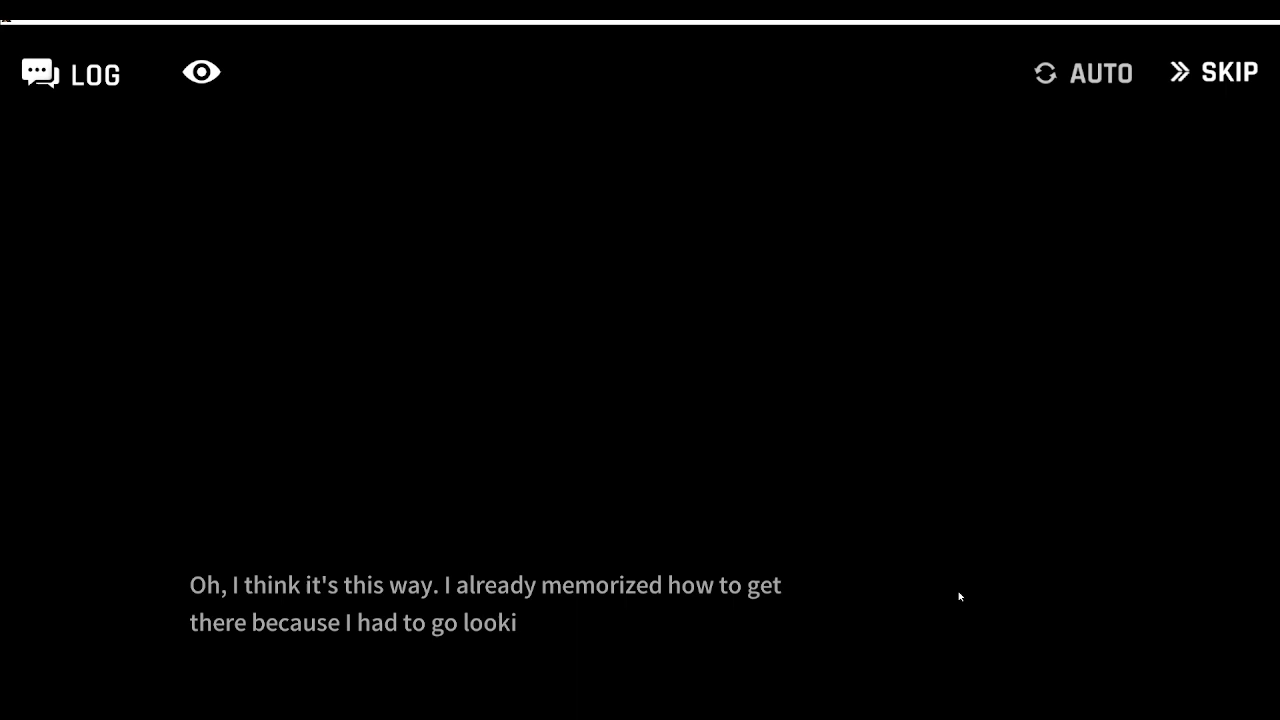 LOG
AUTO
SKIP
Oh, I think it's this way. I already memorized how to get
there because I had to go looki